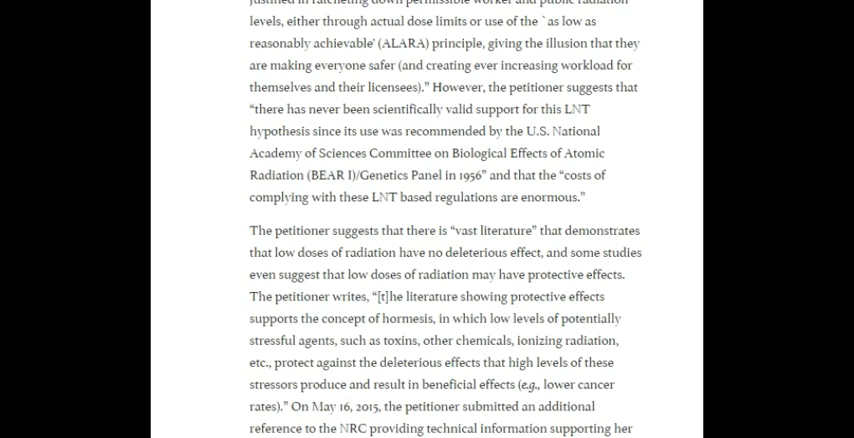 justified in ratcheting down permissible worker and public radiation
levels, either through actual dose limits or use of the `as low as
reasonably achievable' (ALARA) principle, giving the illusion that they
are making everyone safer (and creating ever increasing workload for
themselves and their licensees).” However, the petitioner suggests that
“there has never been scientifically valid support for this LNT
hypothesis since its use was recommended by the U.S. National
Academy of Sciences Committee on Biological Effects of Atomic
Radiation (BEAR I)/Genetics Panel in 1956” and that the “costs of
complying with these LNT based regulations are enormous.”
The petitioner suggests that there is “vast literature” that demonstrates
that low doses of radiation have no deleterious effect, and some studies
even suggest that low doses of radiation may have protective effects.
The petitioner writes, “[t]he literature showing protective effects
supports the concept of hormesis, in which low levels of potentially
stressful agents, such as toxins, other chemicals, ionizing radiation,
etc., protect against the deleterious effects that high levels of these
stressors produce and result in beneficial effects (e.g., lower cancer
rates).” On May 16, 2015, the petitioner submitted an additional
reference to the NRC providing technical information supporting her